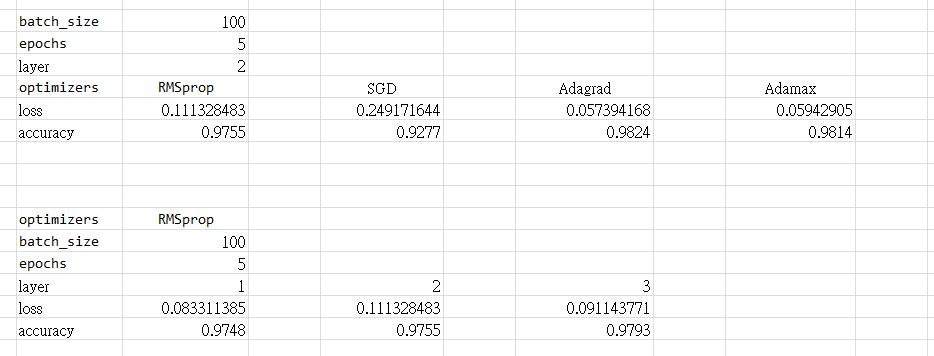 batch_size 100
epochs 5
layer 2
optimizers RMSprop SGD Adagrad Adamax
loss 0.111328483 0.249171644 0.057394168 0.05942905
accuracy 0.9755 0.9277 0.9824 0.9814
optimizers RMSprop
batch_size 100
epochs 5
layer 1 2 3
loss 0.083311385 0.111328483 0.091143771
accuracy 0.9748 0.9755 0.9793